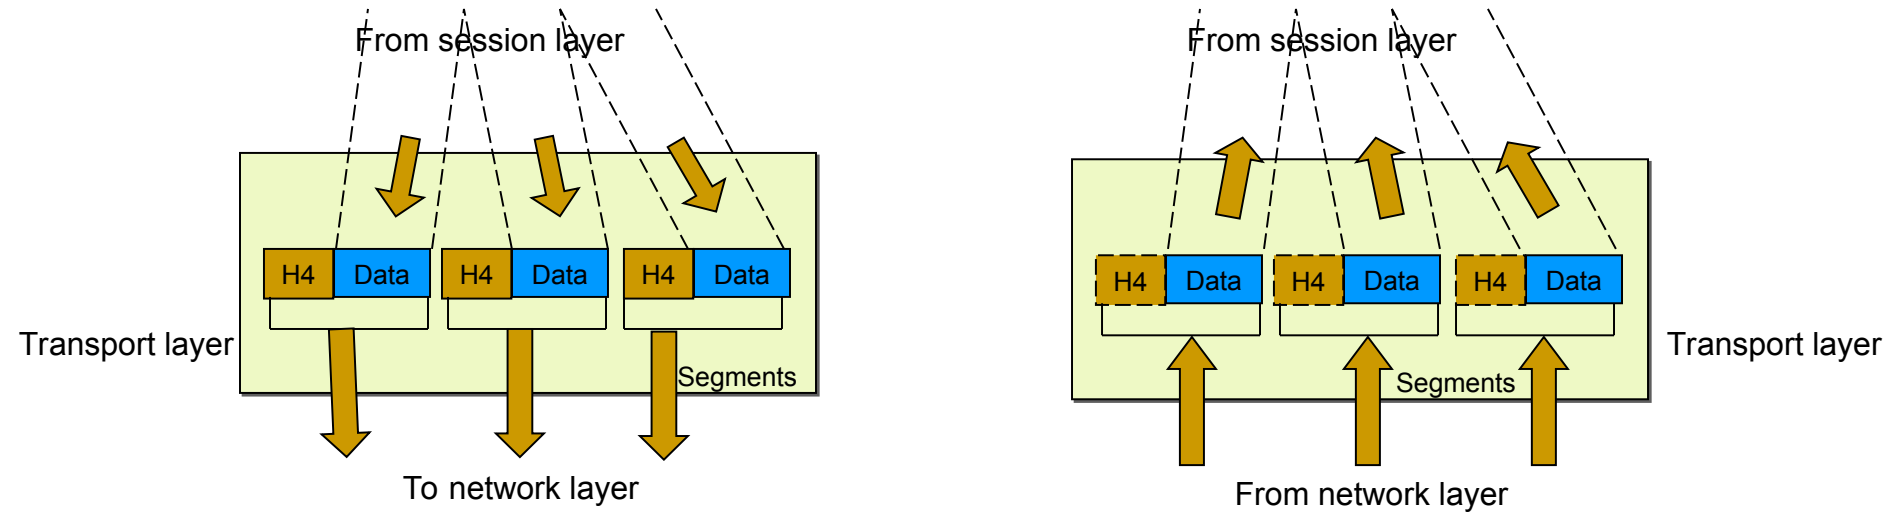 From session layer
H4 Data H4 Data H4 Data
Transport layer
Segments
To network layer
From session layer
H4 Data H4 Data H4 Data
Transport layer
Segments
From network layer